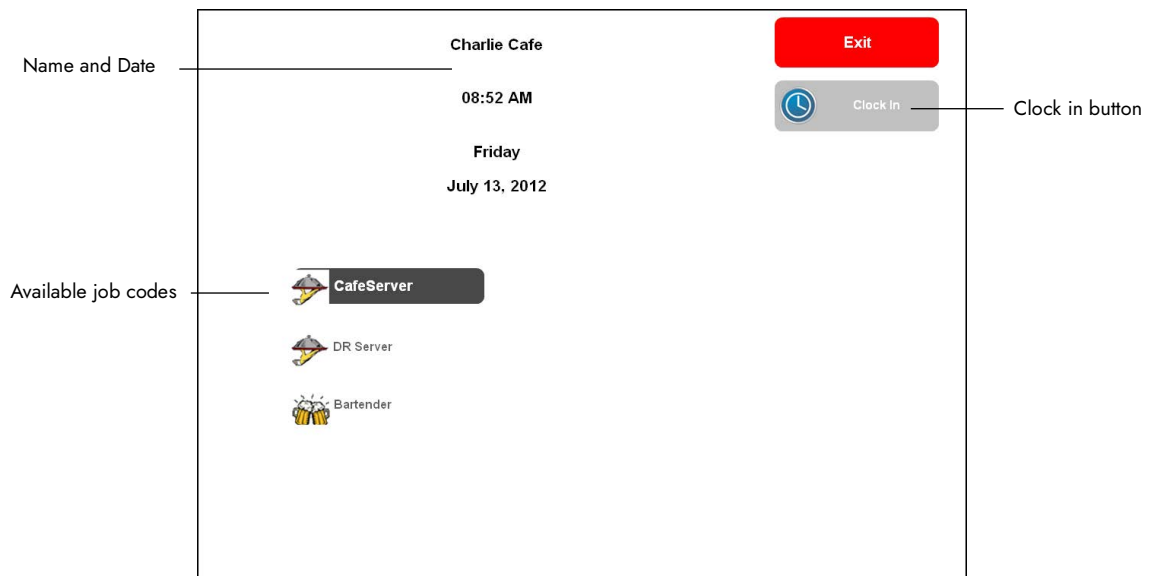 Charlie Cafe
Exit
Name and Date
08:52 AM
Clock In
Clock in button
Friday
July 13, 2012
Available job codes
CafeServer
DR Server
Bartender